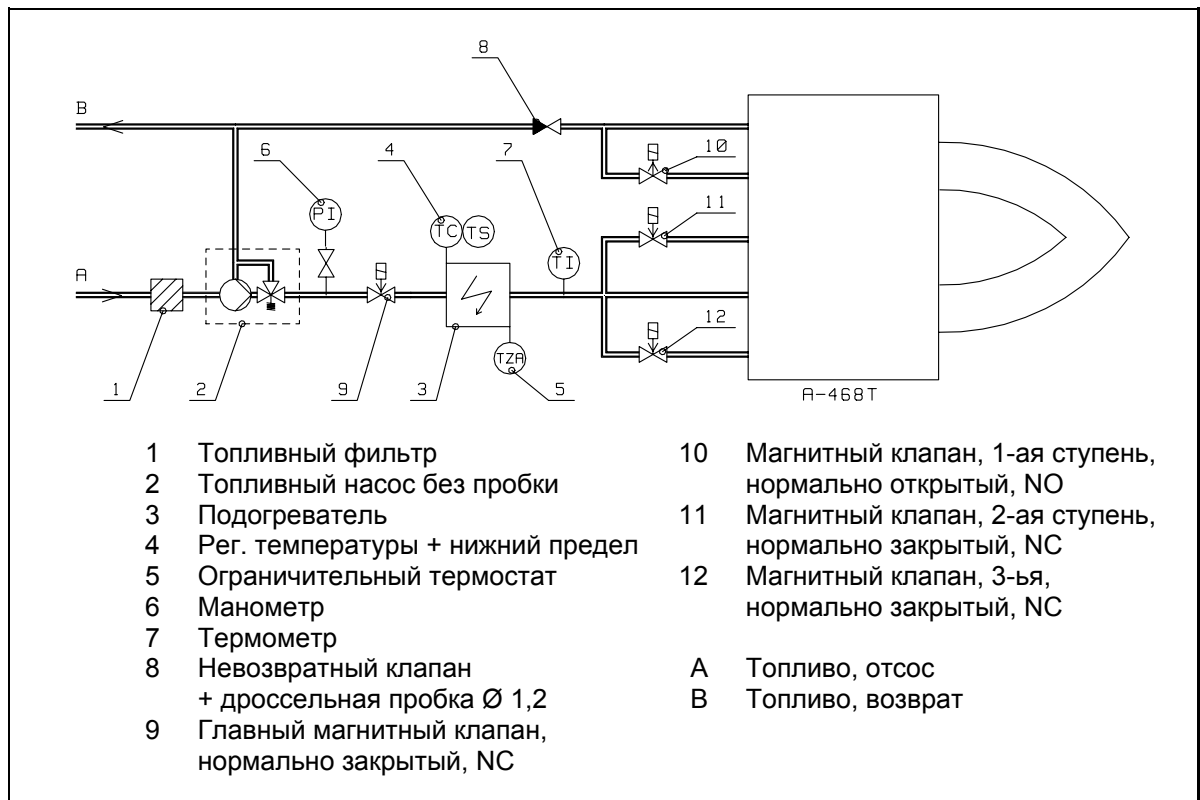 8
B
6
4
7
10
PI
TC
TS
TI
11
A
12
TZA
1
2
9
3
5
A-468T
1 Топливный фильтр
2 Топливный насос без пробки
3 Подогреватель
4 Рег. температуры + нижний предел
5 Ограничительный термостат
6 Манометр
7 Термометр
8 Невозвратный клапан
+ дроссельная пробка Ø 1,2
9 Главный магнитный клапан,
нормально закрытый, NC
10 Магнитный клапан, 1-ая ступень,
нормально открытый, NO
11 Магнитный клапан, 2-ая ступень,
нормально закрытый, NC
12 Магнитный клапан, 3-ья,
нормально закрытый, NC
A Топливо, отсос
B Топливо, возврат